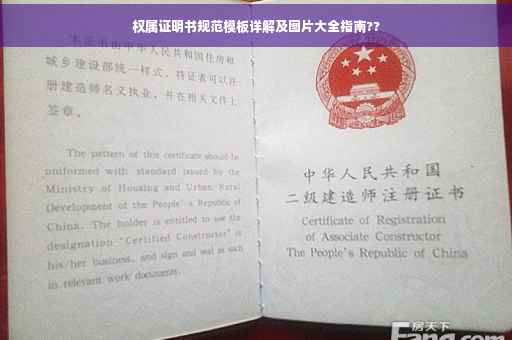 权属证明书规范模板详解及图片大全指南??
本证书由中华人民共和国住房和
城乡建设部统一样式，持证者可以注
册建造师名义执业，并在相关文件上
签章。
The pattern of this certificate should be
uniformed with standard issued by the
Ministry of Housing and Urban Rural
Development of the People's Republic of
China. The holder is entitled to use the
designation "Certified Constructor" in
his/her business, and sign and seal as such
in relevant work documents.
中华人民共和国
二级建造师注册证书
Certificate of Registration
of Associate Constructor
The People's Republic of China
房天下
Fang.com